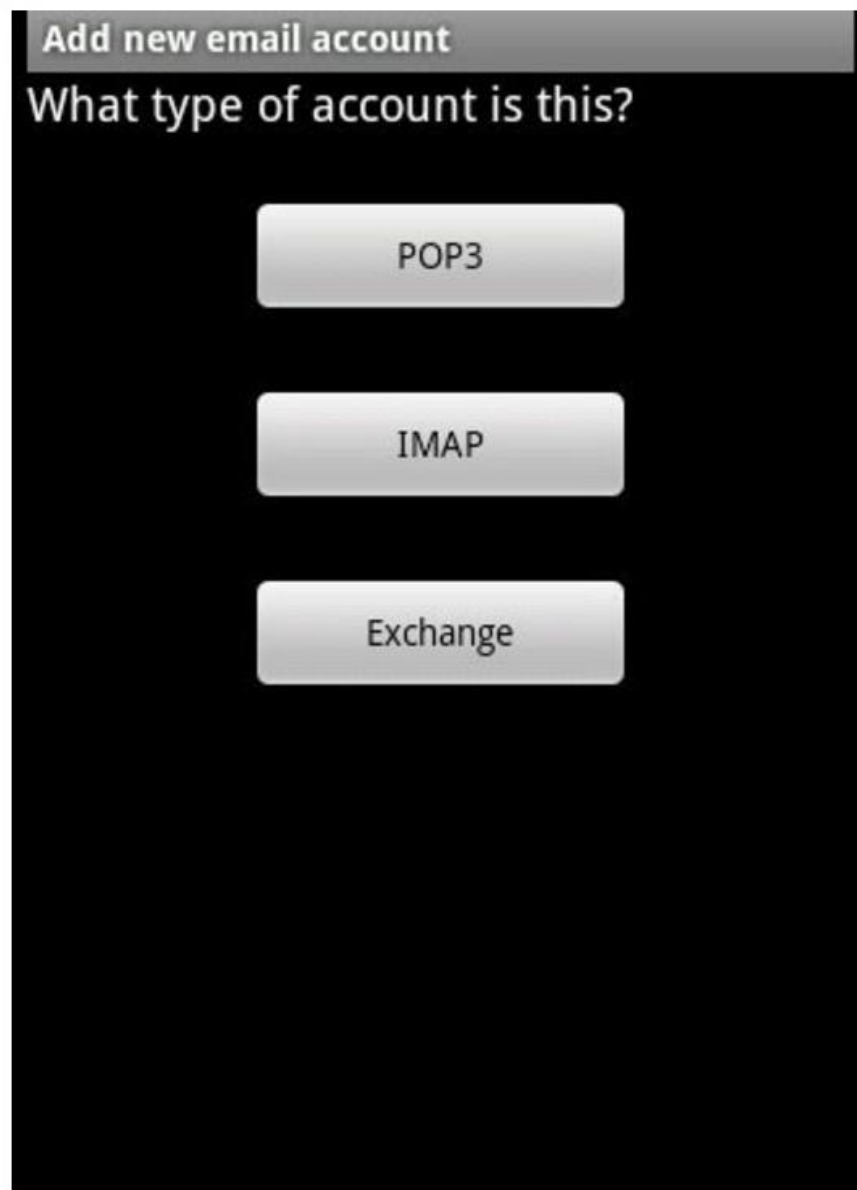 Add new email account
What type of account is this?
POP3
IMAP
Exchange